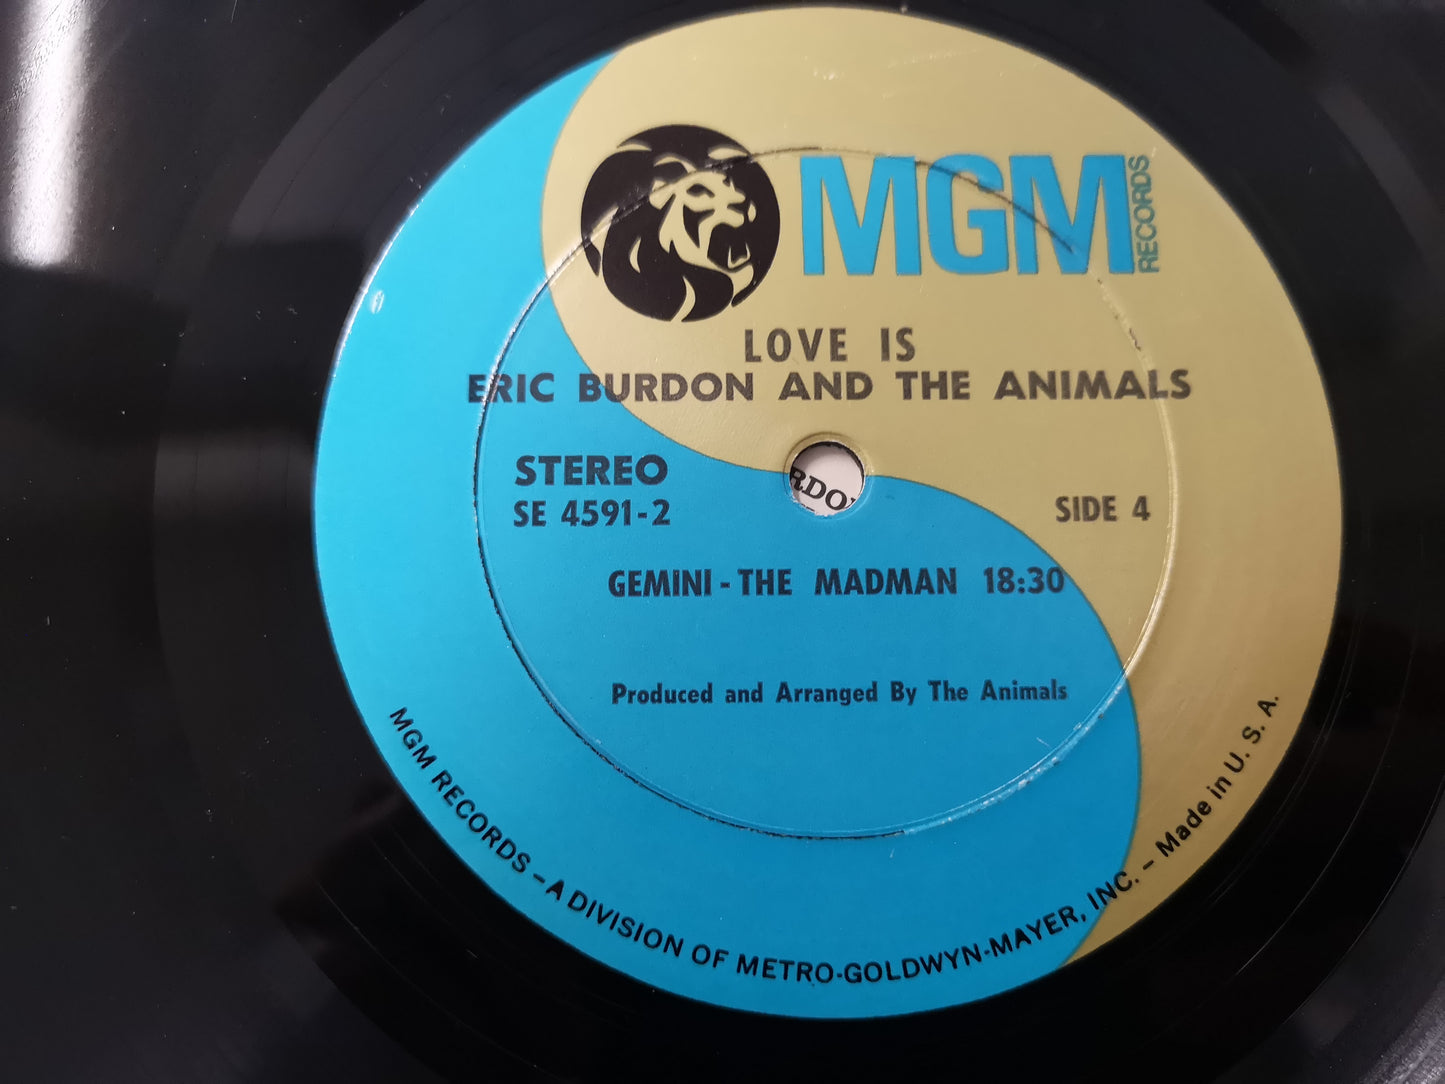 MGM
RECORDS
LOVE IS
ERIC BURDON AND THE ANIMALS
STEREO
SE 4591-2
SIDE 4
RDO
GEMINI - THE MADMAN 18:30
Produced and Arranged By The Animals
MGM RECORDS – A DIVISION OF METRO-GOLDWYN-MAYER, INC. – Made in U. S. A.